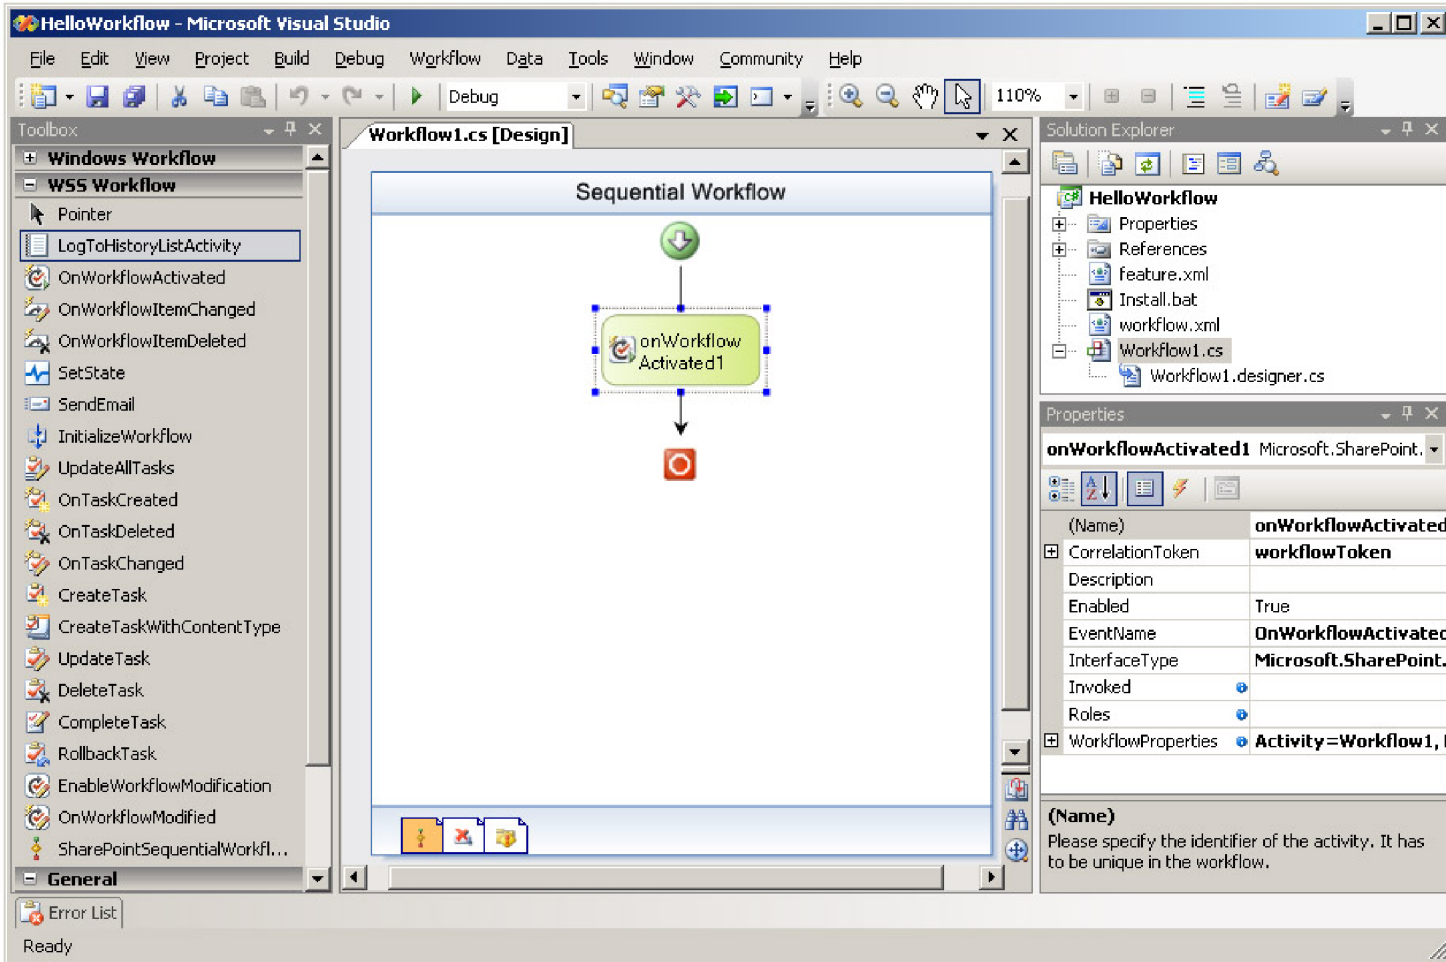 HelloWorkflow - Microsoft Visual Studio
File Edit View Project Build Debug Workflow Data Tools Window Community Help
Debug 110%
Toolbox
Windows Workflow
WSS Workflow
Pointer
LogToHistoryListActivity
OnWorkflowActivated
OnWorkflowItemChanged
OnWorkflowItemDeleted
SetState
SendEmail
InitializeWorkflow
UpdateAllTasks
OnTaskCreated
OnTaskDeleted
OnTaskChanged
CreateTask
CreateTaskWithContentType
UpdateTask
DeleteTask
CompleteTask
RollbackTask
EnableWorkflowModification
OnWorkflowModified
SharePointSequentialWorkfl...
General
Workflow1.cs [Design]
Sequential Workflow
onWorkflow
Activated1
Solution Explorer
HelloWorkflow
Properties
References
feature.xml
Install.bat
workflow.xml
Workflow1.cs
Workflow1.designer.cs
Properties
onWorkflowActivated1 Microsoft.SharePoint.
(Name) onWorkflowActivated
CorrelationToken workflowToken
Description
Enabled True
EventName OnWorkflowActivated
InterfaceType Microsoft.SharePoint.
Invoked
Roles
WorkflowProperties Activity=Workflow1,
(Name)
Please specify the identifier of the activity. It has
to be unique in the workflow.
Error List
Ready